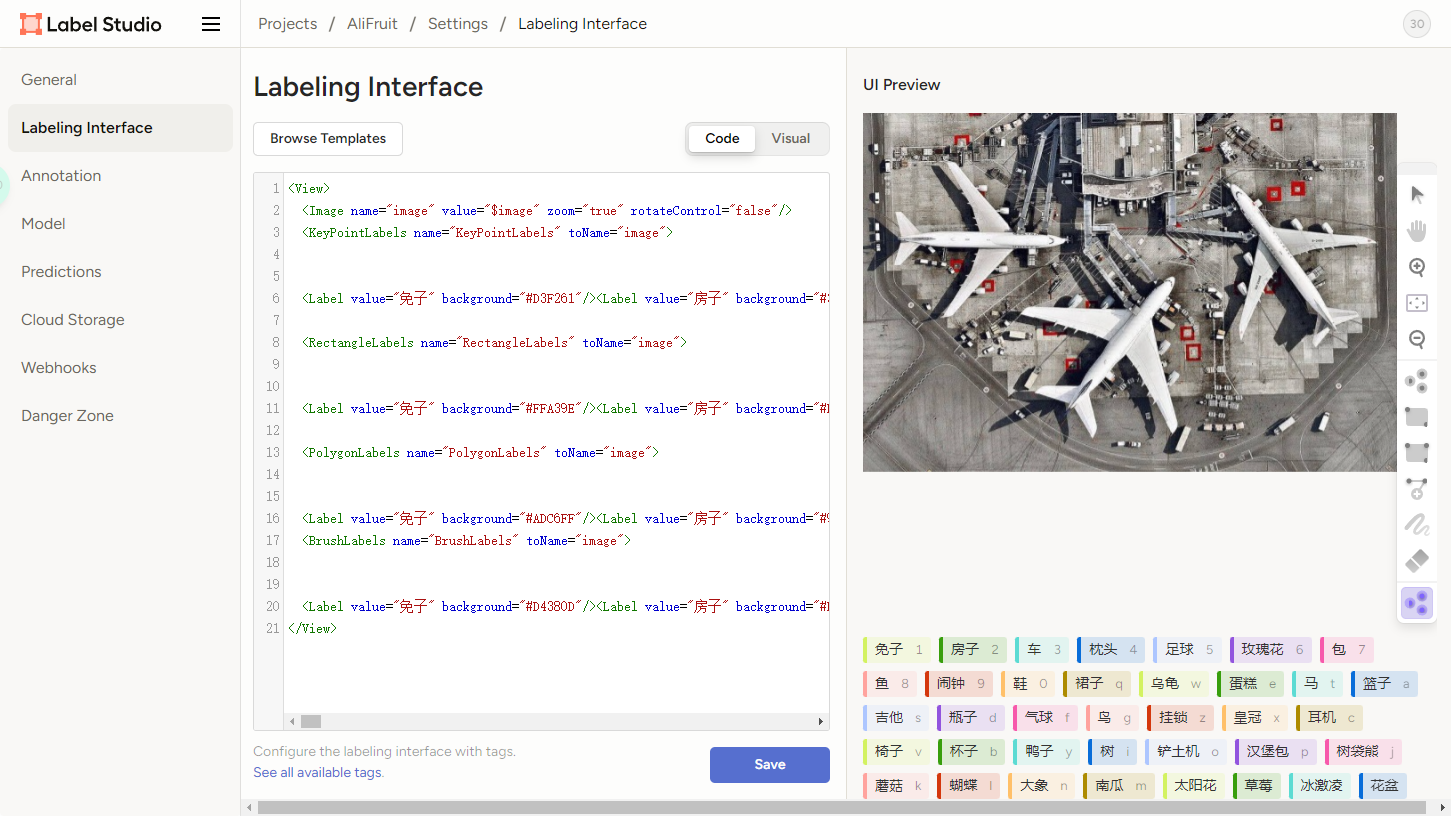 Label Studio
Projects / AliFruit / Settings / Labeling Interface
30
General
Labeling Interface
Annotation
Model
Predictions
Cloud Storage
Webhooks
Danger Zone
Labeling Interface
Browse Templates
Code Visual
1 <View>
2 <Image name="image" value="$image" zoom="true" rotateControl="false"/>
3 <KeyPointLabels name="KeyPointLabels" toName="image">
4
5
6 <Label value="免子" background="#D3F261"/><Label value="房子" background="#
7
8 <RectangleLabels name="RectangleLabels" toName="image">
9
10
11 <Label value="免子" background="#FFA39E"/><Label value="房子" background="#
12
13 <PolygonLabels name="PolygonLabels" toName="image">
14
15
16 <Label value="免子" background="#ADC6FF"/><Label value="房子" background="#
17 <BrushLabels name="BrushLabels" toName="image">
18
19
20 <Label value="免子" background="#D4380D"/><Label value="房子" background="#
21 </View>
Configure the labeling interface with tags.
See all available tags.
Save
UI Preview
免子 1 房子 2 车 3 枕头 4 足球 5 玫瑰花 6 包 7
鱼 8 闹钟 9 鞋 0 裙子 q 乌龟 w 蛋糕 e 马 t 篮子 a
吉他 s 瓶子 d 气球 f 鸟 g 挂锁 z 皇冠 x 耳机 c
椅子 v 杯子 b 鸭子 y 树 i 铲土机 o 汉堡包 p 树袋熊 j
蘑菇 k 蝴蝶 l 大象 n 南瓜 m 太阳花 草莓 冰激凌 花盆